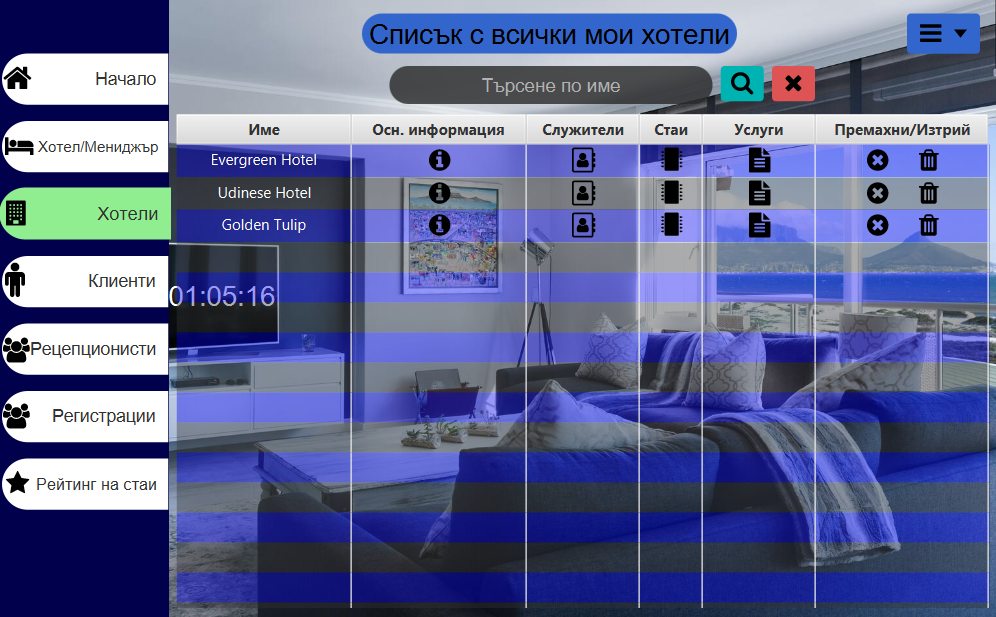 Списък с всички мои хотели
Търсене по име
Начало
Хотел/Мениджър
Хотели
Клиенти
Рецепционисти
Регистрации
Рейтинг на стаи
Име Осн. информация Служители Стаи Услуги Премахни/Изтрий
Evergreen Hotel
Udinese Hotel
Golden Tulip
01:05:16